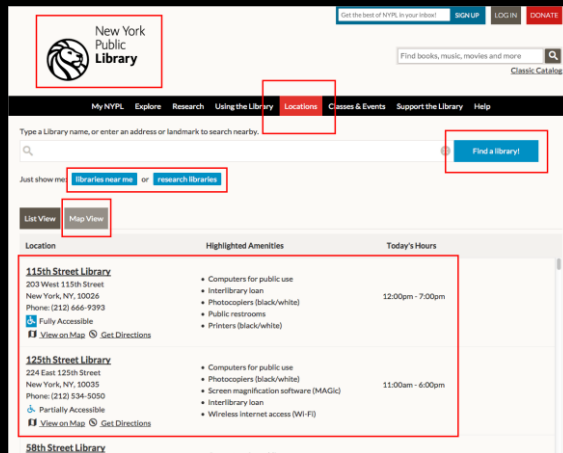 Get the best of NYPL in your inbox! SIGN UP LOG IN DONATE
New York
Public
Library
Find books, music, movies and more
Classic Catalog
My NYPL Explore Research Using the Library Locations Classes & Events Support the Library Help
Type a Library name, or enter an address or landmark to search nearby.
Find a library!
Just show me: libraries near me or research libraries
List View Map View
Location Highlighted Amenities Today's Hours
115th Street Library
203 West 115th Street
New York, NY, 10026
Phone: (212) 666-9393
Fully Accessible
View on Map Get Directions
• Computers for public use
• Interlibrary loan
• Photocopiers (black/white)
• Public restrooms
• Printers (black/white)
12:00pm - 7:00pm
125th Street Library
224 East 125th Street
New York, NY, 10035
Phone: (212) 534-5050
Partially Accessible
View on Map Get Directions
• Computers for public use
• Photocopiers (black/white)
• Screen magnification software (MAGic)
• Interlibrary loan
• Wireless internet access (WI-FI)
11:00am - 6:00pm
58th Street Library